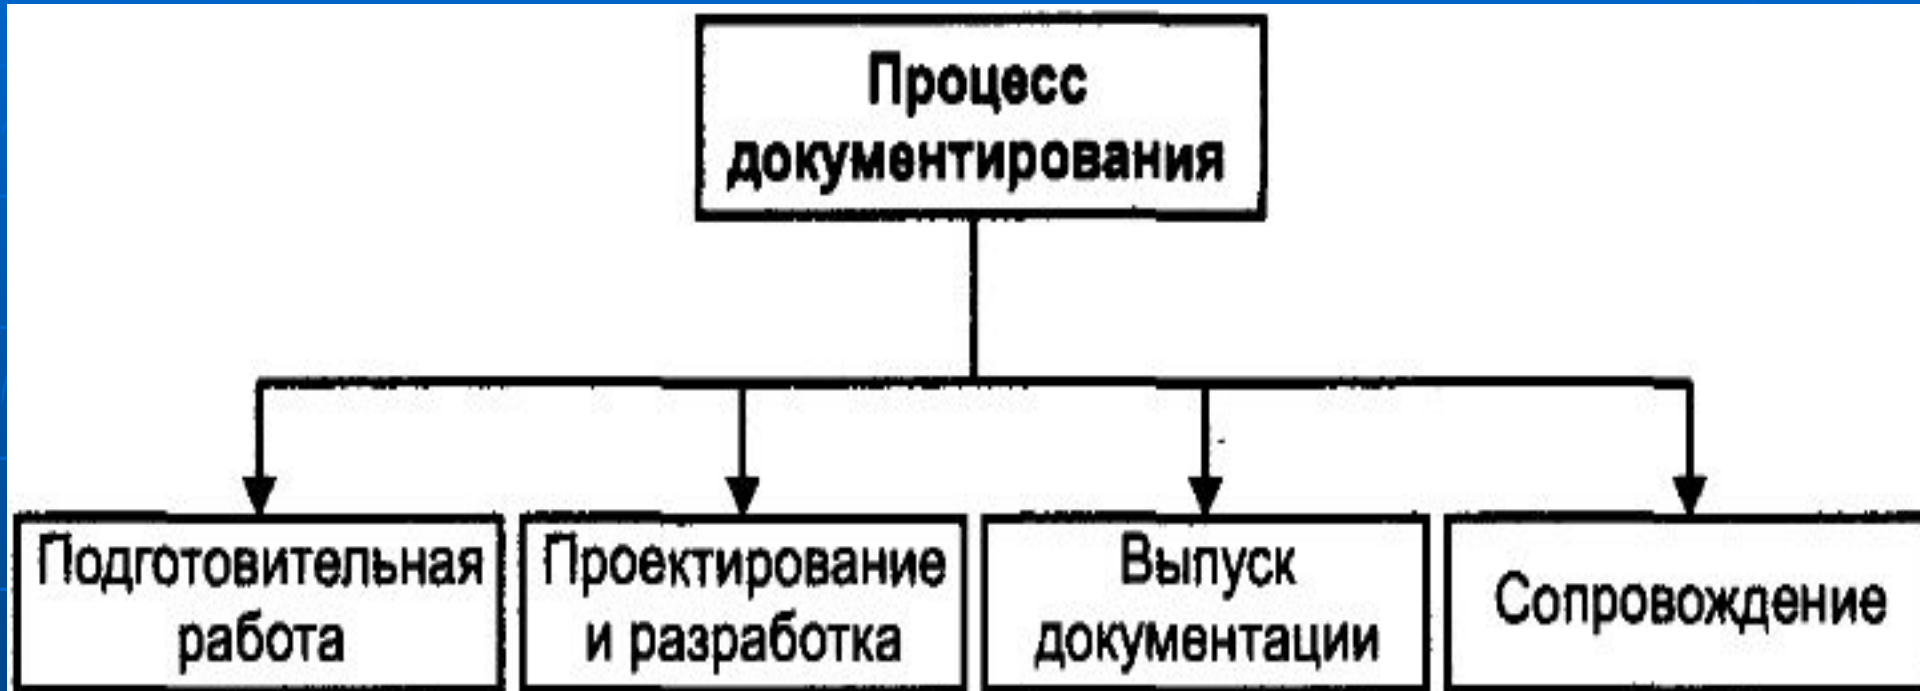 Процесс
документирования
Подготовительная
работа
Проектирование
и разработка
Выпуск
документации
Сопровождение